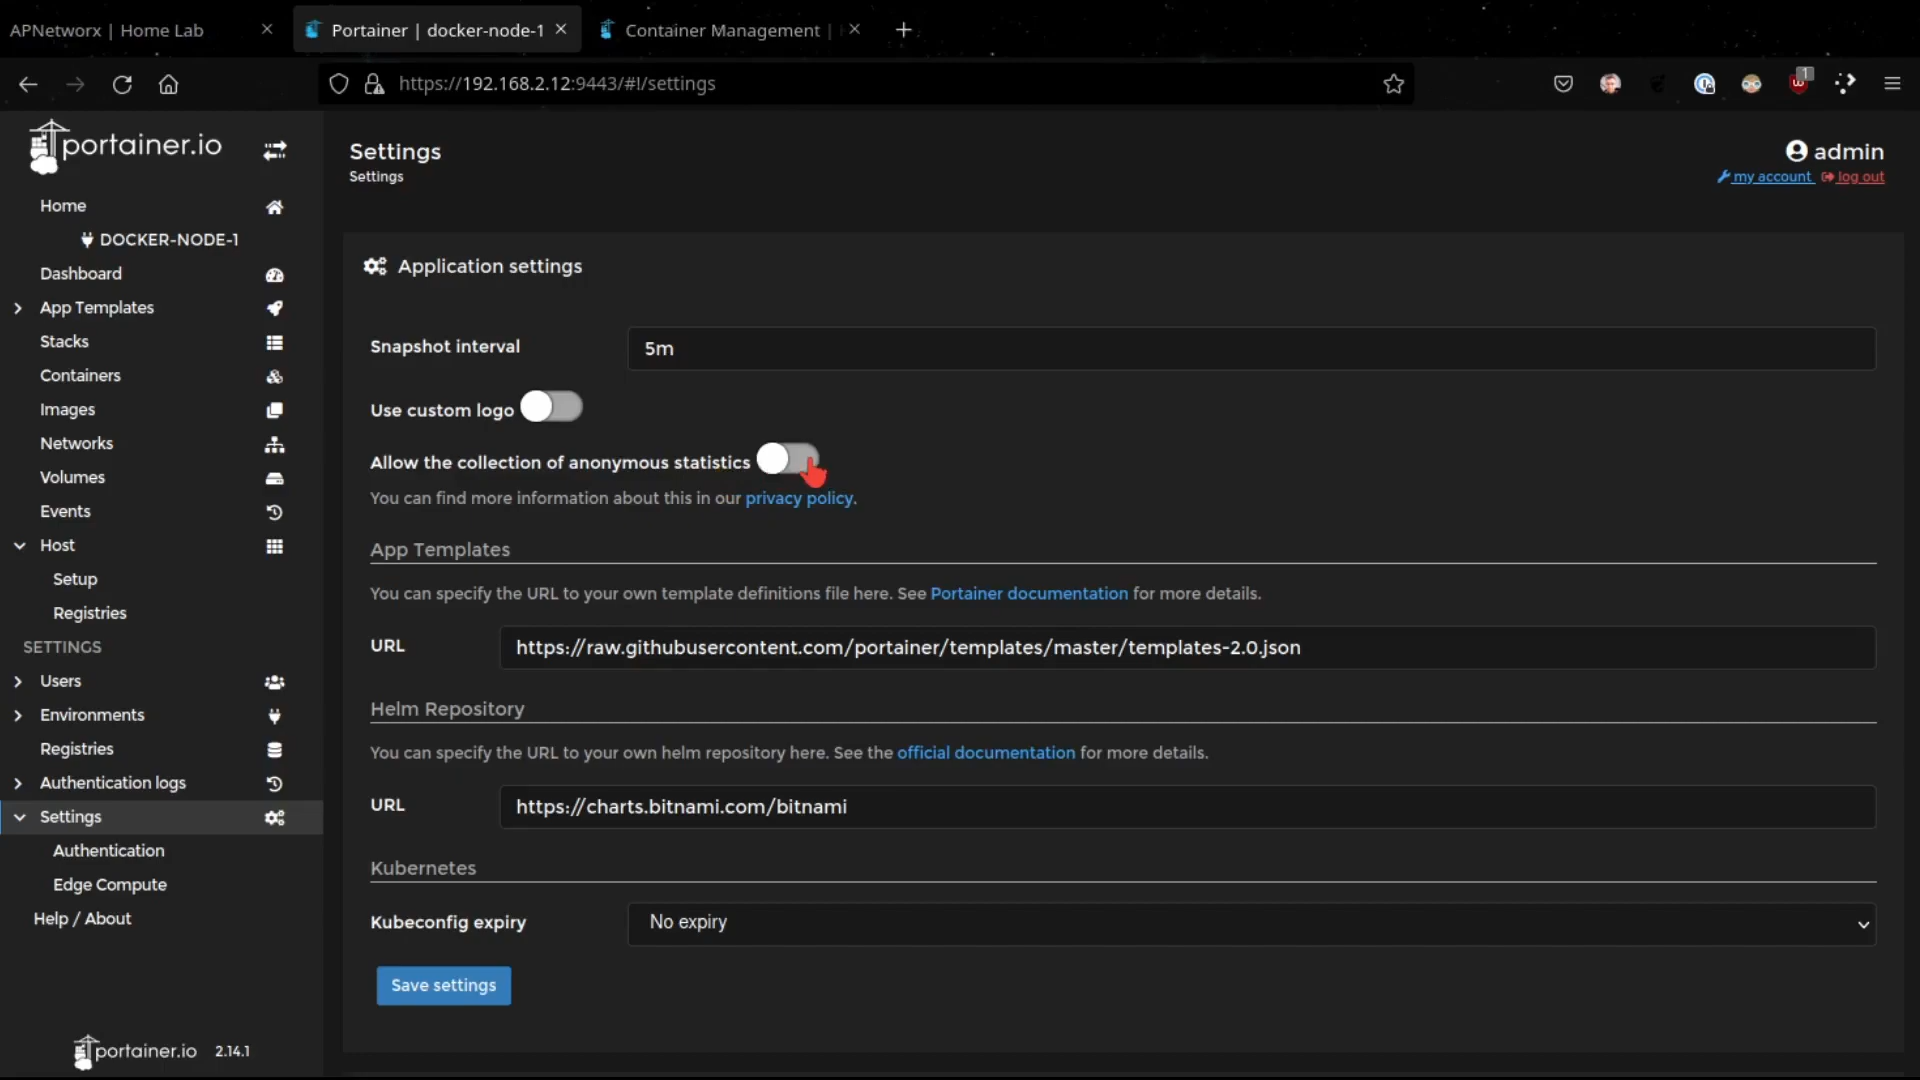 APNetworx | Home Lab
Portainer | docker-node-1
Container Management |
https://192.168.2.12:9443/#!/settings
1
portainer.io
Home
DOCKER-NODE-1
Dashboard
App Templates
Stacks
Containers
Images
Networks
Volumes
Events
Host
Setup
Registries
SETTINGS
Users
Environments
Registries
Authentication logs
Settings
Authentication
Edge Compute
Help / About
portainer.io 2.14.1
Settings
Settings
admin
my account log out
Application settings
Snapshot interval 5m
Use custom logo
Allow the collection of anonymous statistics
You can find more information about this in our privacy policy.
App Templates
You can specify the URL to your own template definitions file here. See Portainer documentation for more details.
URL https://raw.githubusercontent.com/portainer/templates/master/templates-2.0.json
Helm Repository
You can specify the URL to your own helm repository here. See the official documentation for more details.
URL https://charts.bitnami.com/bitnami
Kubernetes
Kubeconfig expiry No expiry
Save settings